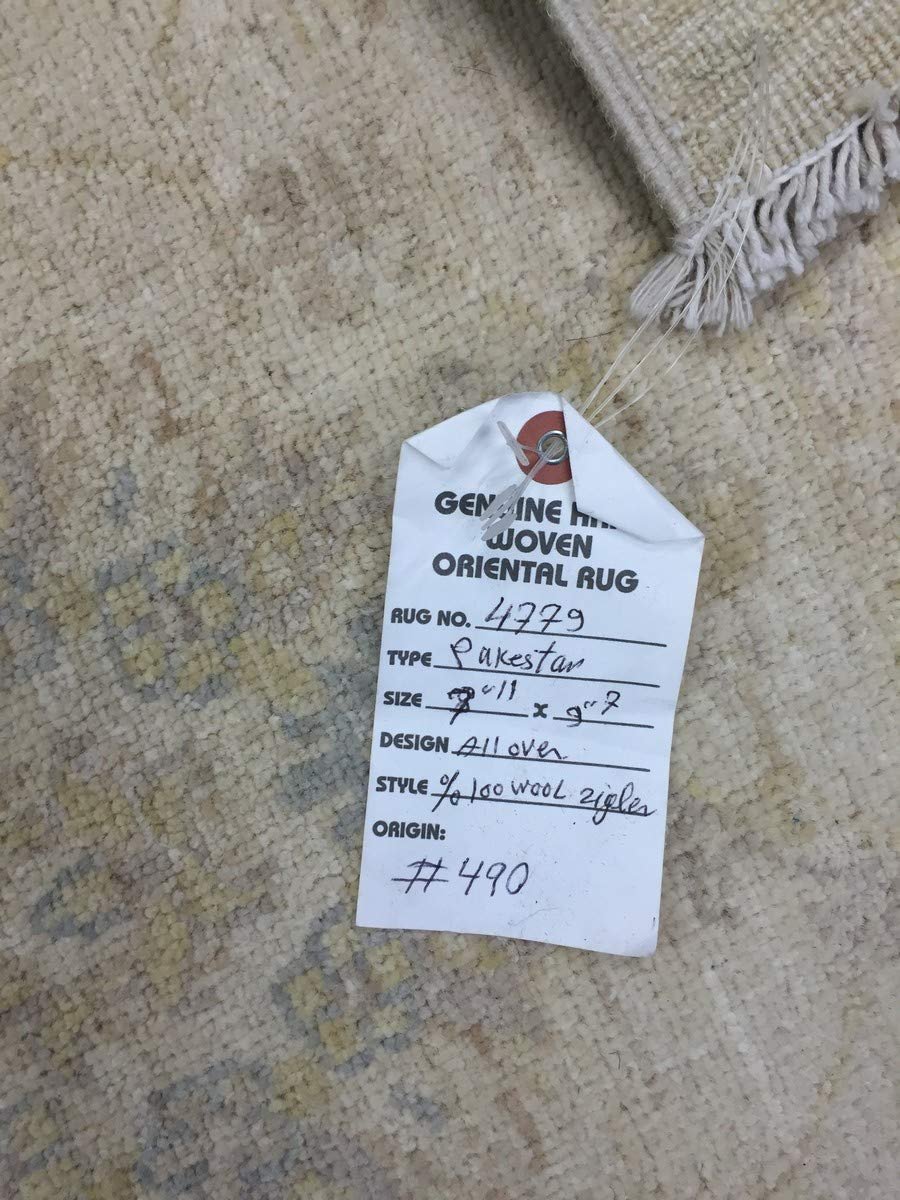 GENUINE
WOVEN
ORIENTAL RUG
RUG NO. 4779
TYPE Pakestan
SIZE "11 x 9"7
DESIGN All over
STYLE % 100 WOOL zigler
ORIGIN:
#490